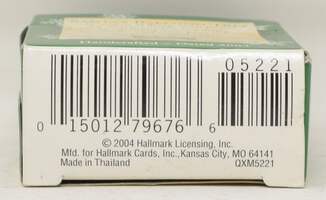 05221
0 15012 79676 6
© 2004 Hallmark Licensing, Inc.
Mfd. for Hallmark Cards, Inc., Kansas City, MO 64141
Made in Thailand QXM5221